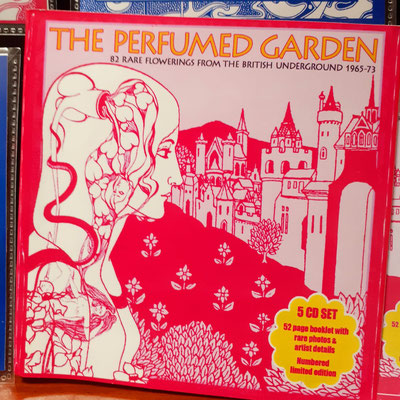 THE PERFUMED GARDEN
82 RARE FLOWERINGS FROM THE BRITISH UNDERGROUND 1965-73
5 CD SET
52 page booklet with
rare photos &
artist details
Numbered
limited edition